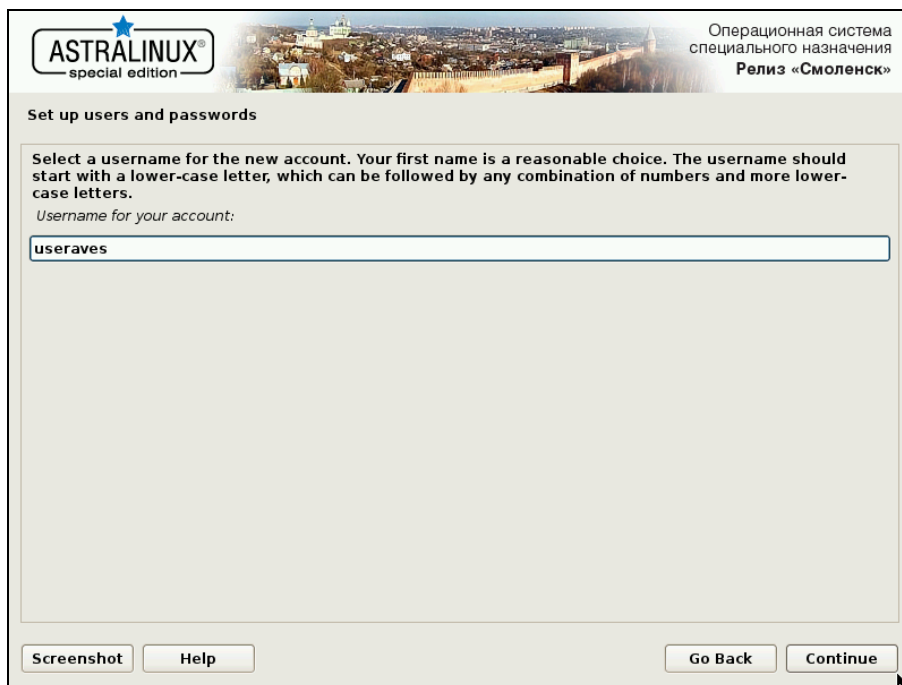 ASTRALINUX®
special edition
Операционная система
специального назначения
Релиз «Смоленск»
Set up users and passwords
Select a username for the new account. Your first name is a reasonable choice. The username should
start with a lower-case letter, which can be followed by any combination of numbers and more lower-
case letters.
Username for your account:
useraves
Screenshot
Help
Go Back
Continue